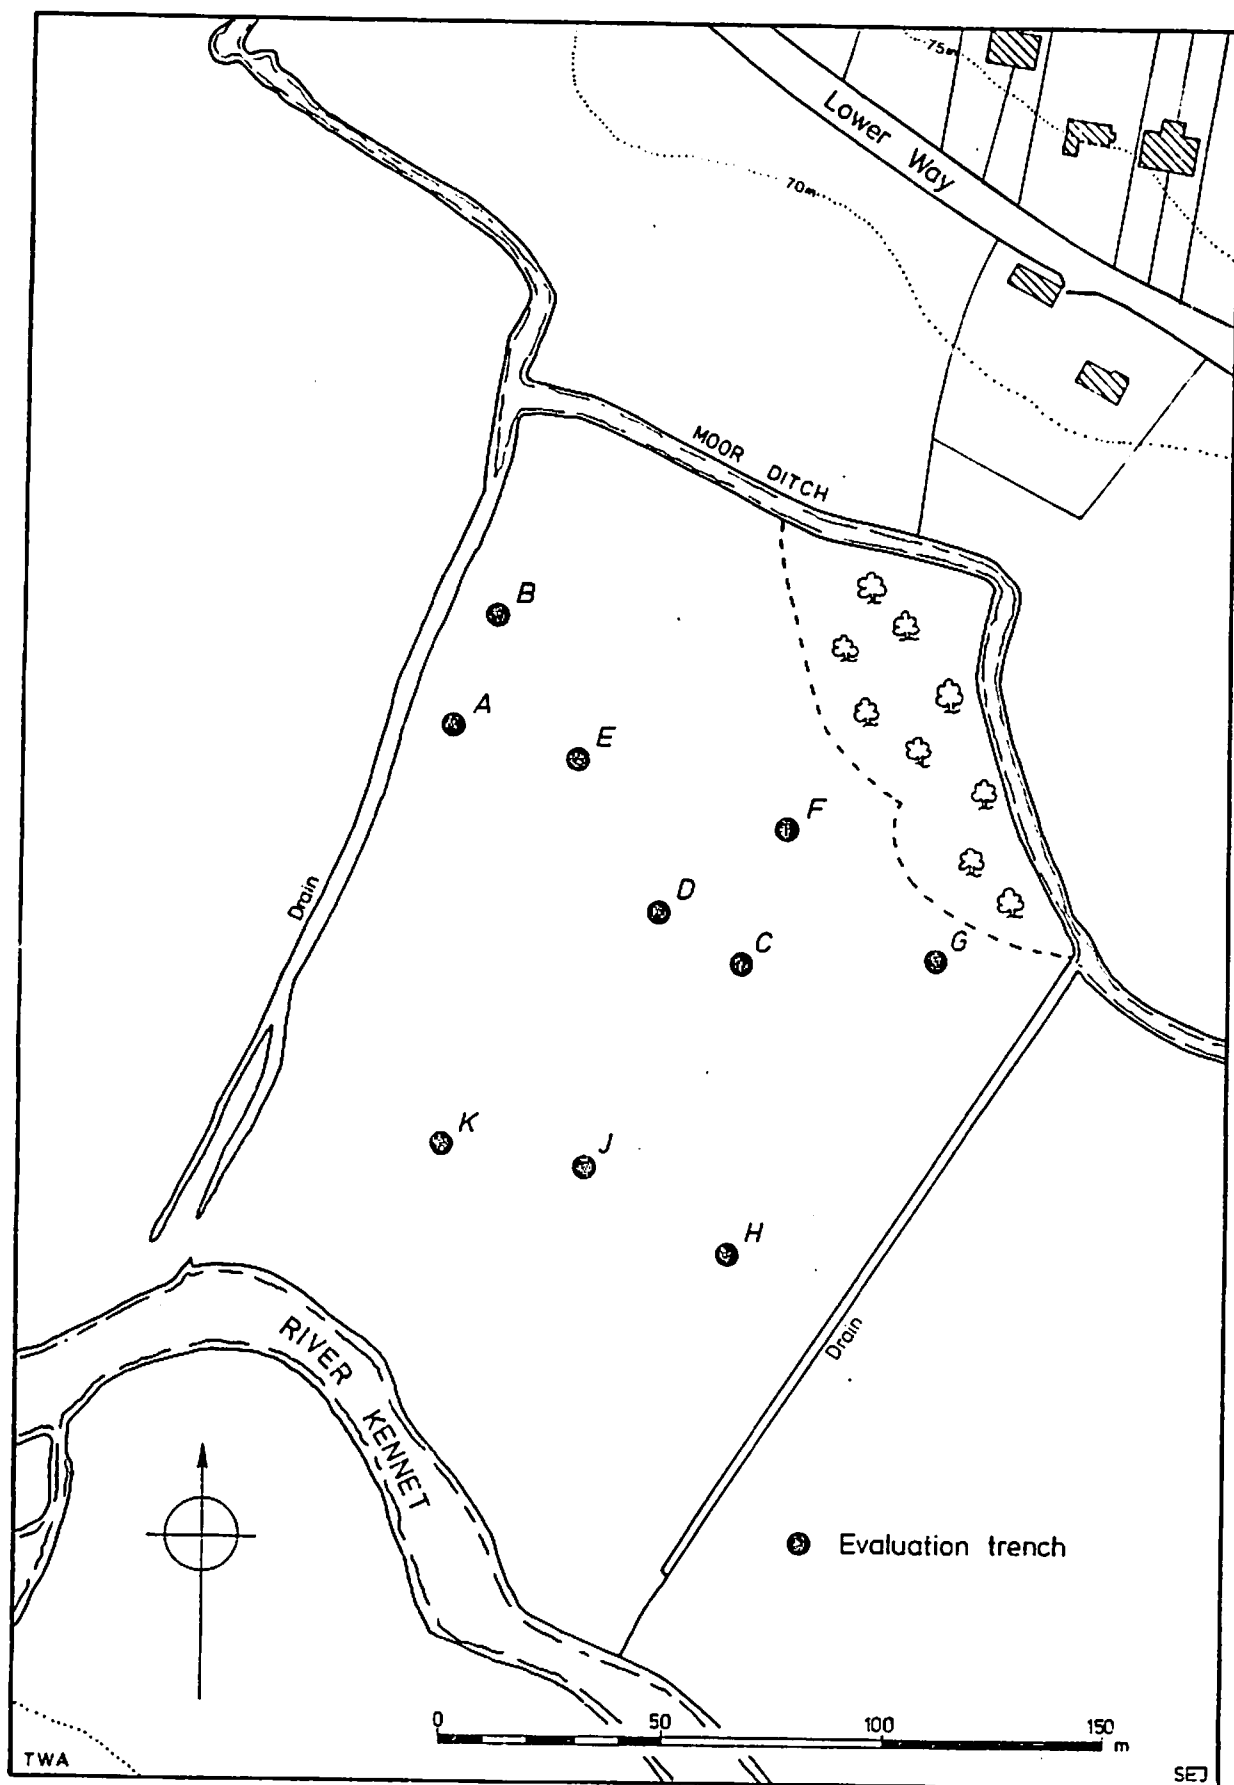 75m
Lower Way
70m
MOOR DITCH
B
A
E
F
Drain
D
C
G
K
J
H
Drain
RIVER KENNET
Evaluation trench
0 50 100 150 m
TWA
SEJ